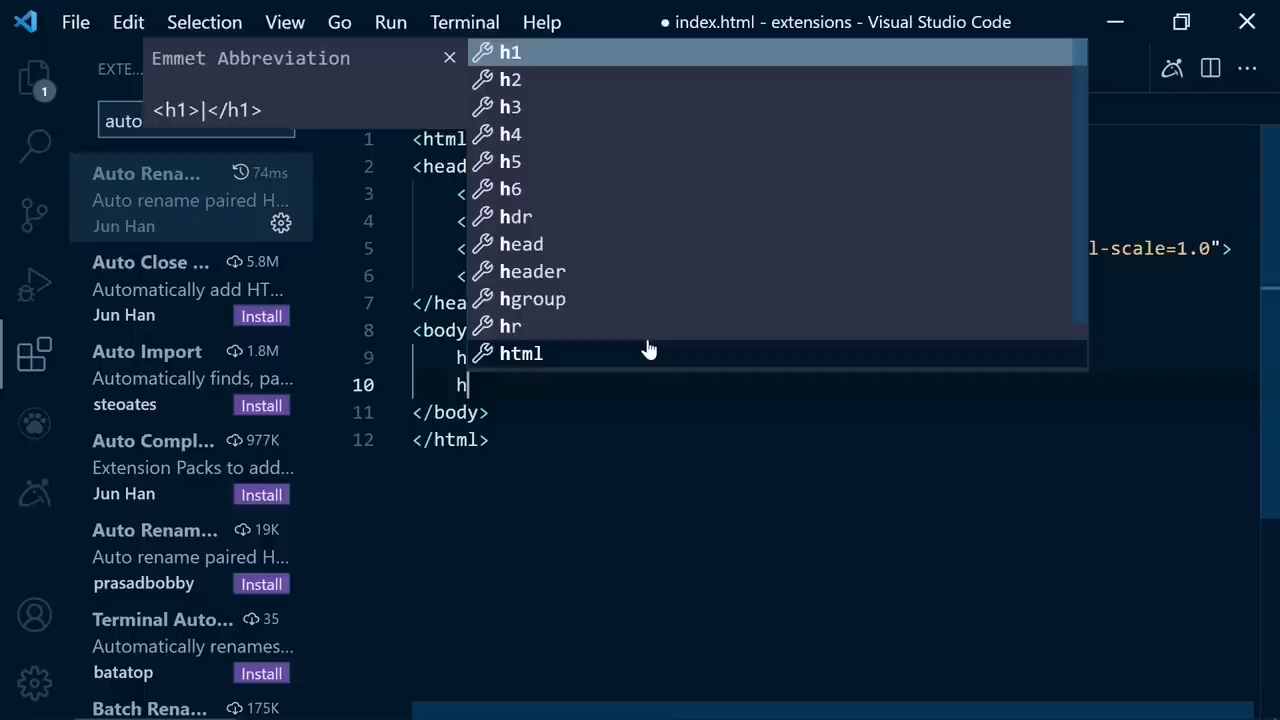 File Edit Selection View Go Run Terminal Help ● index.html - extensions - Visual Studio Code
Emmet Abbreviation
<h1>|</h1>
h1
h2
h3
h4
h5
h6
hdr
head
header
hgroup
hr
html
1
EXTE...
auto
Auto Rena... 74ms
Auto rename paired H...
Jun Han
Auto Close ... 5.8M
Automatically add HT...
Jun Han Install
Auto Import 1.8M
Automatically finds, pa...
steoates Install
Auto Compl... 977K
Extension Packs to add...
Jun Han Install
Auto Renam... 19K
Auto rename paired H...
prasadbobby Install
Terminal Auto... 35
Automatically renames...
batatop Install
Batch Rena... 175K
1 <html
2 <head
3 <
4 <
5 < l-scale=1.0">
6 <
7 </hea
8 <body
9 h
10 h
11 </body>
12 </html>